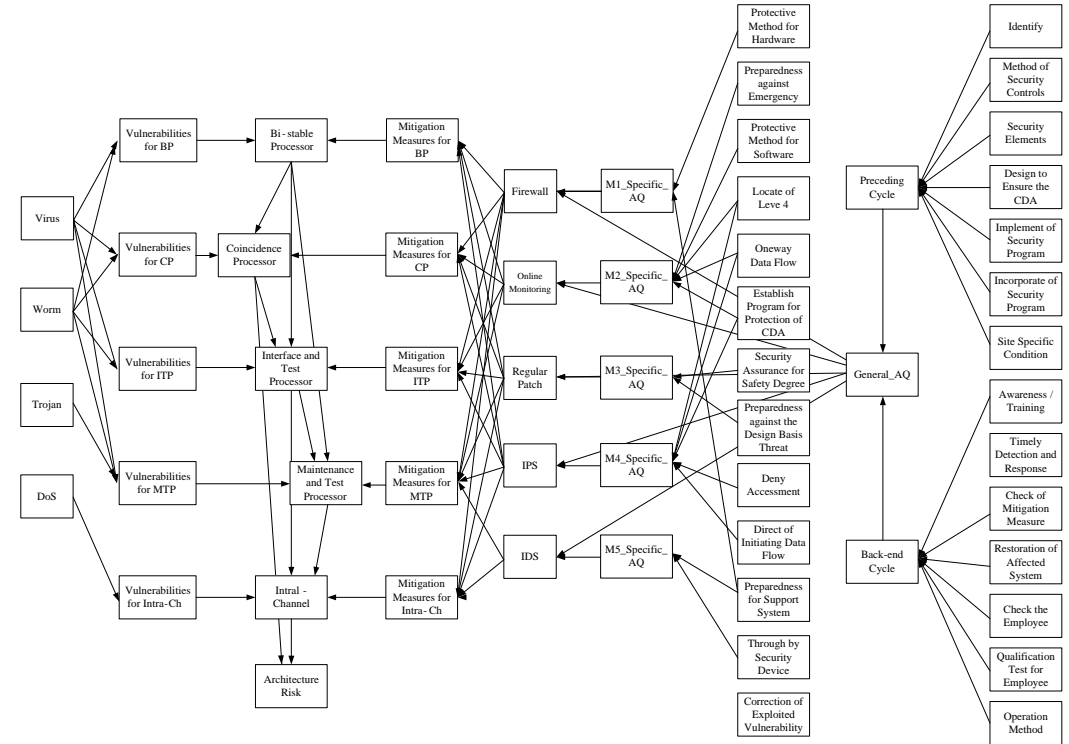 Virus
Worm
Trojan
DoS
Vulnerabilities
for BP
Vulnerabilities
for CP
Vulnerabilities
for ITP
Vulnerabilities
for MTP
Vulnerabilities
for Intra-Ch
Bi-stable
Processor
Coincidence
Processor
Interface and
Test
Processor
Maintenance
and Test
Processor
Intral -
Channel
Architecture
Risk
Mitigation
Measures for
BP
Mitigation
Measures for
CP
Mitigation
Measures for
ITP
Mitigation
Measures for
MTP
Mitigation
Measures for
Intra-Ch
Firewall
Online
Monitoring
Regular
Patch
IPS
IDS
M1_Specific_
AQ
M2_Specific_
AQ
M3_Specific_
AQ
M4_Specific_
AQ
M5_Specific_
AQ
Protective
Method for
Hardware
Preparedness
against
Emergency
Protective
Method for
Software
Locate of
Leve 4
Oneway
Data Flow
Establish
Program for
Protection of
CDA
Security
Assurance for
Safety Degree
Preparedness
against the
Design Basis
Threat
Deny
Accessment
Direct of
Initiating Data
Flow
Preparedness
for Support
System
Through by
Security
Device
Correction of
Exploited
Vulnerability
Preceding
Cycle
General_AQ
Back-end
Cycle
Identify
Method of
Security
Controls
Security
Elements
Design to
Ensure the
CDA
Implement of
Security
Program
Incorporate of
Security
Program
Site Specific
Condition
Awareness /
Training
Timely
Detection and
Response
Check of
Mitigation
Measure
Restoration of
Affected
System
Check the
Employee
Qualification
Test for
Employee
Operation
Method